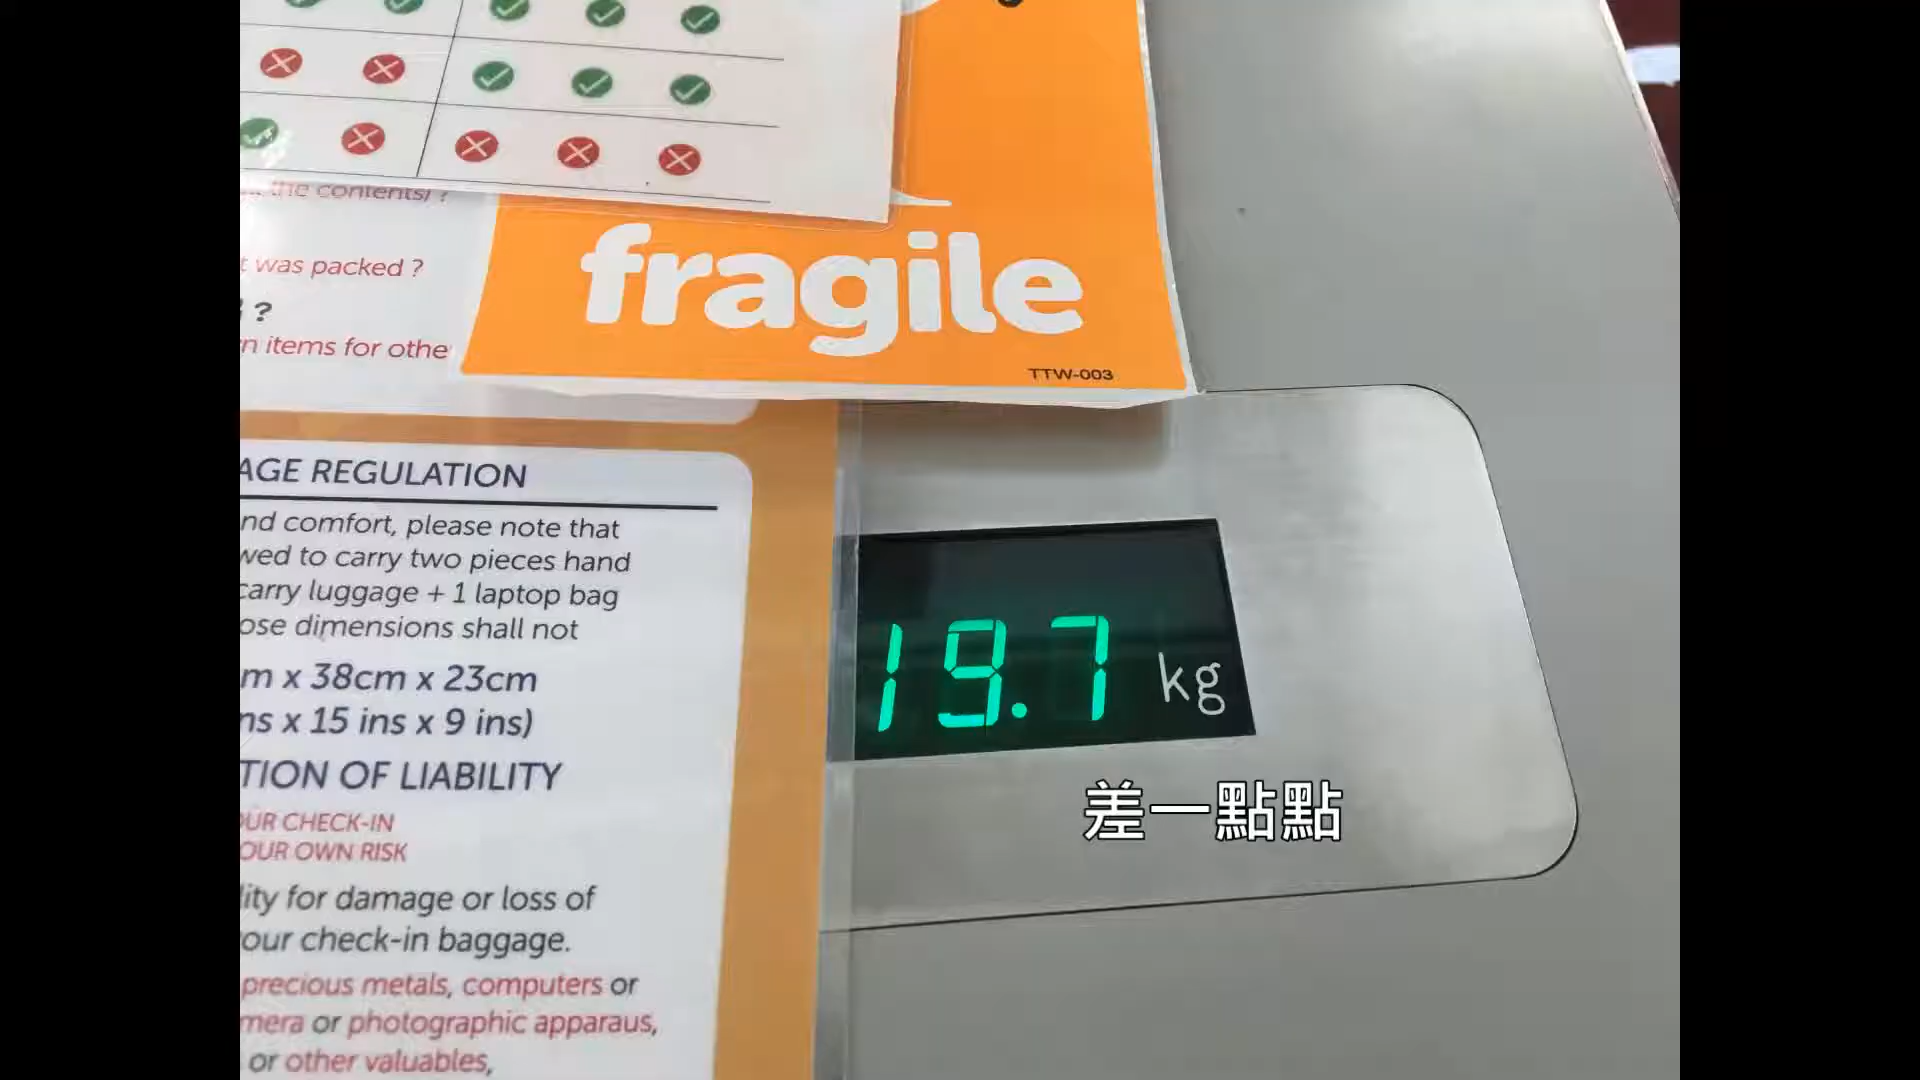 the contents) ?
was packed ?
?
items for othe
fragile
TTW-003
AGE REGULATION
nd comfort, please note that
wed to carry two pieces hand
carry luggage + 1 laptop bag
ose dimensions shall not
m x 38cm x 23cm
ns x 15 ins x 9 ins)
TION OF LIABILITY
OUR CHECK-IN
OUR OWN RISK
lity for damage or loss of
our check-in baggage.
precious metals, computers or
mera or photographic apparaus,
or other valuables,
19.7 kg
差一點點